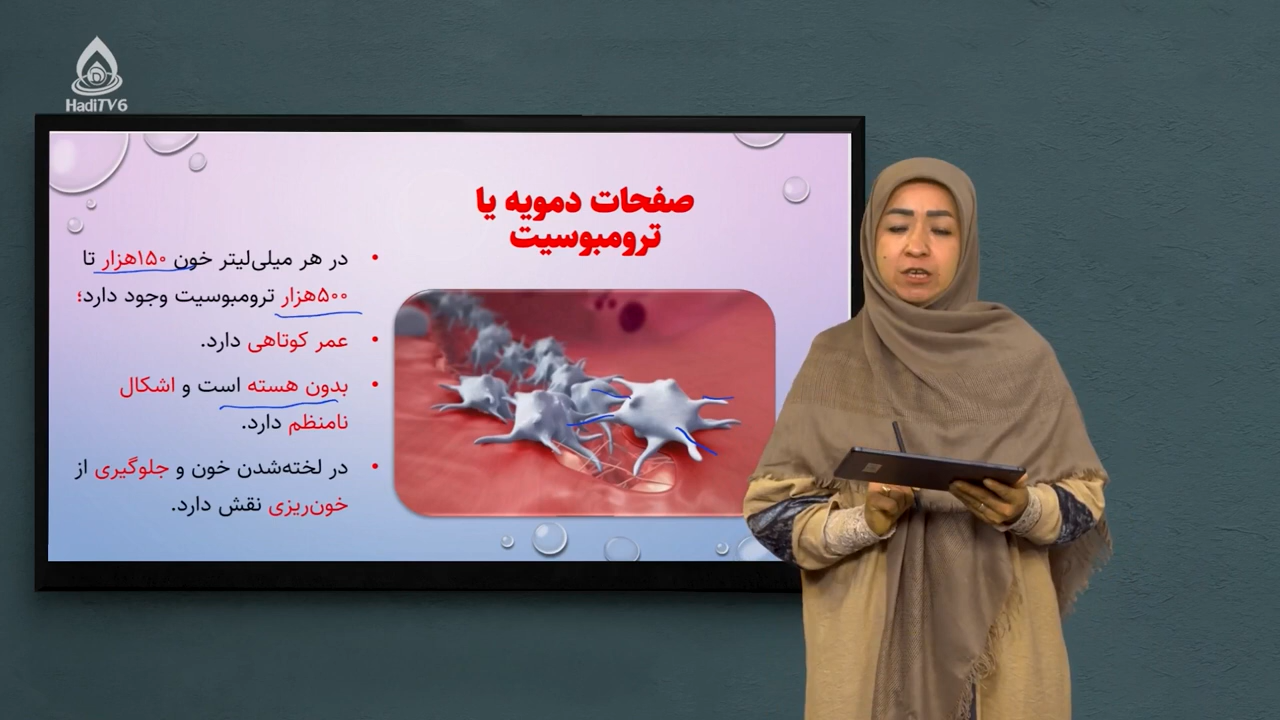 HadiTV6
صفحات دمویه یا
ترومبوسیت
• در هر میلی‌لیتر خون ۱۵۰هزار تا
۵۰۰هزار ترومبوسیت وجود دارد؛
• عمر کوتاهی دارد.
• بدون هسته است و اشکال
نامنظم دارد.
• در لخته‌شدن خون و جلوگیری از
خون‌ریزی نقش دارد.